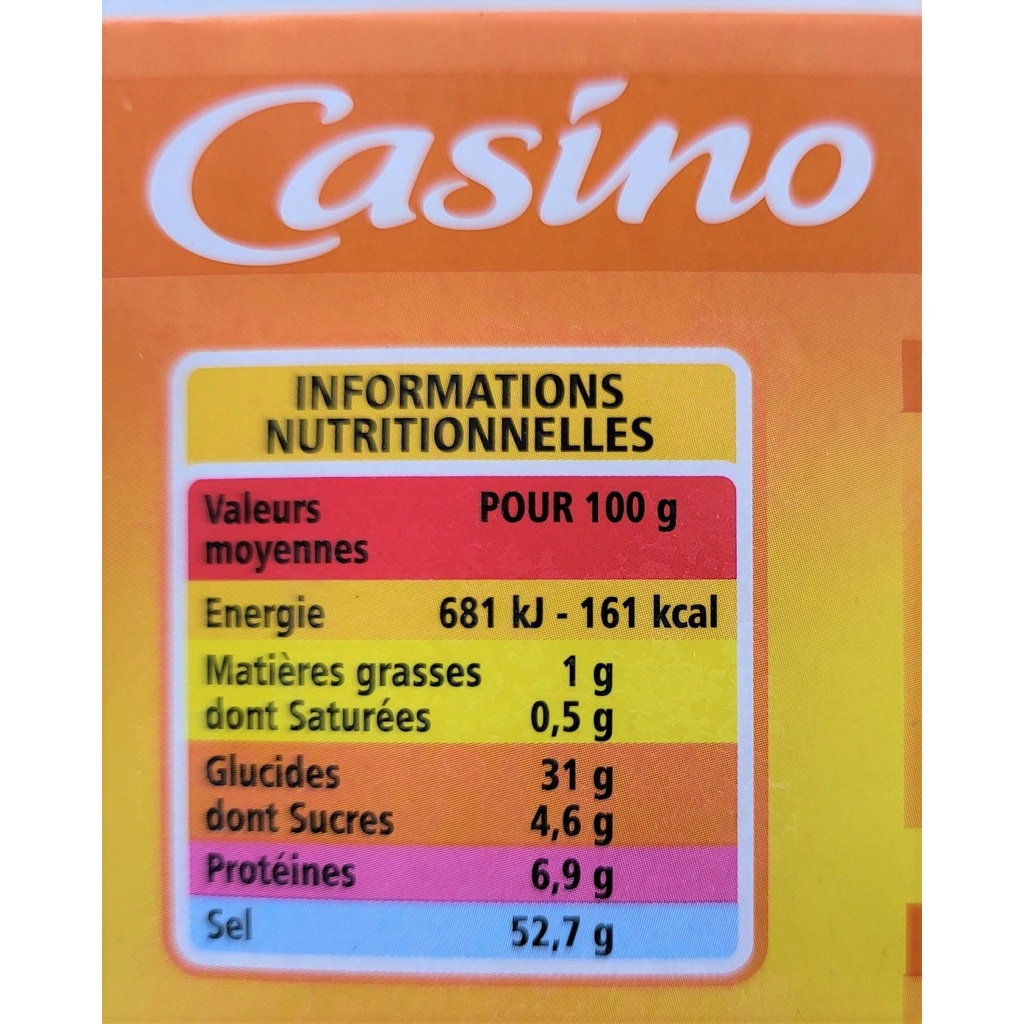 Casino
INFORMATIONS
NUTRITIONNELLES
Valeurs POUR 100 g
moyennes
Energie 681 kJ - 161 kcal
Matières grasses 1 g
dont Saturées 0,5 g
Glucides 31 g
dont Sucres 4,6 g
Protéines 6,9 g
Sel 52,7 g